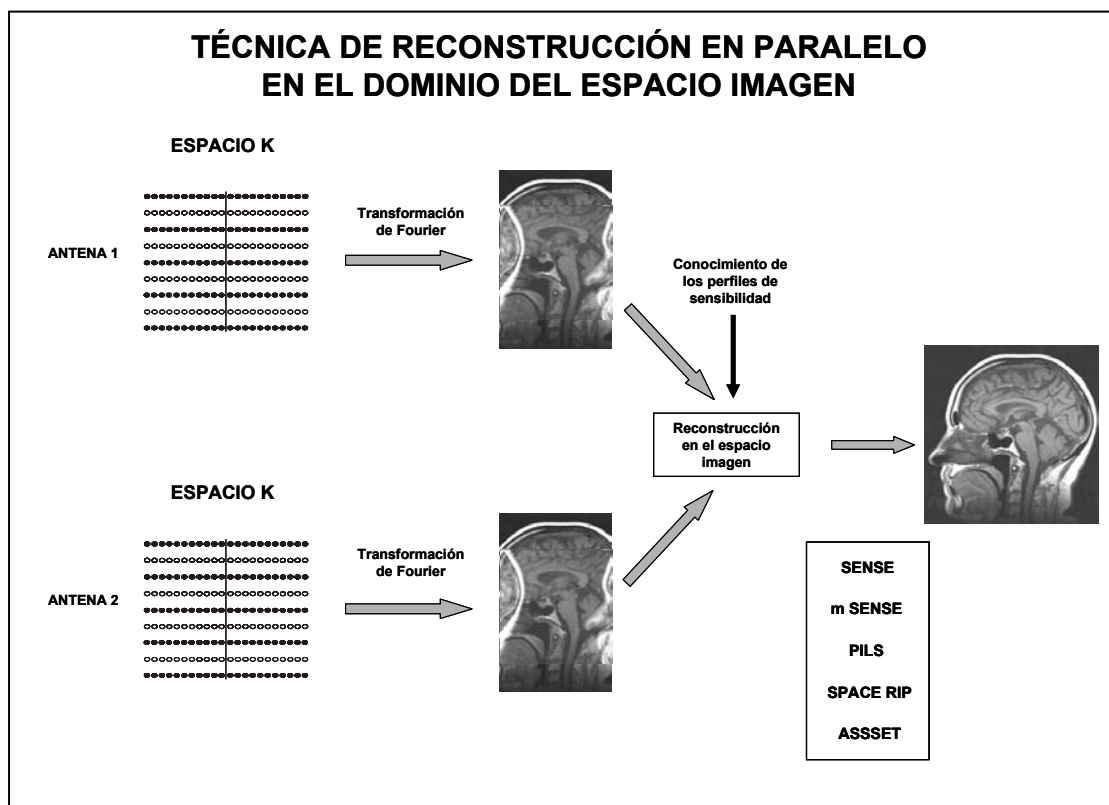 TÉCNICA DE RECONSTRUCCIÓN EN PARALELO
EN EL DOMINIO DEL ESPACIO IMAGEN
ESPACIO K
ANTENA 1
Transformación
de Fourier
Conocimiento de
los perfiles de
sensibilidad
Reconstrucción
en el espacio
imagen
ESPACIO K
ANTENA 2
Transformación
de Fourier
SENSE
m SENSE
PILS
SPACE RIP
ASSSET